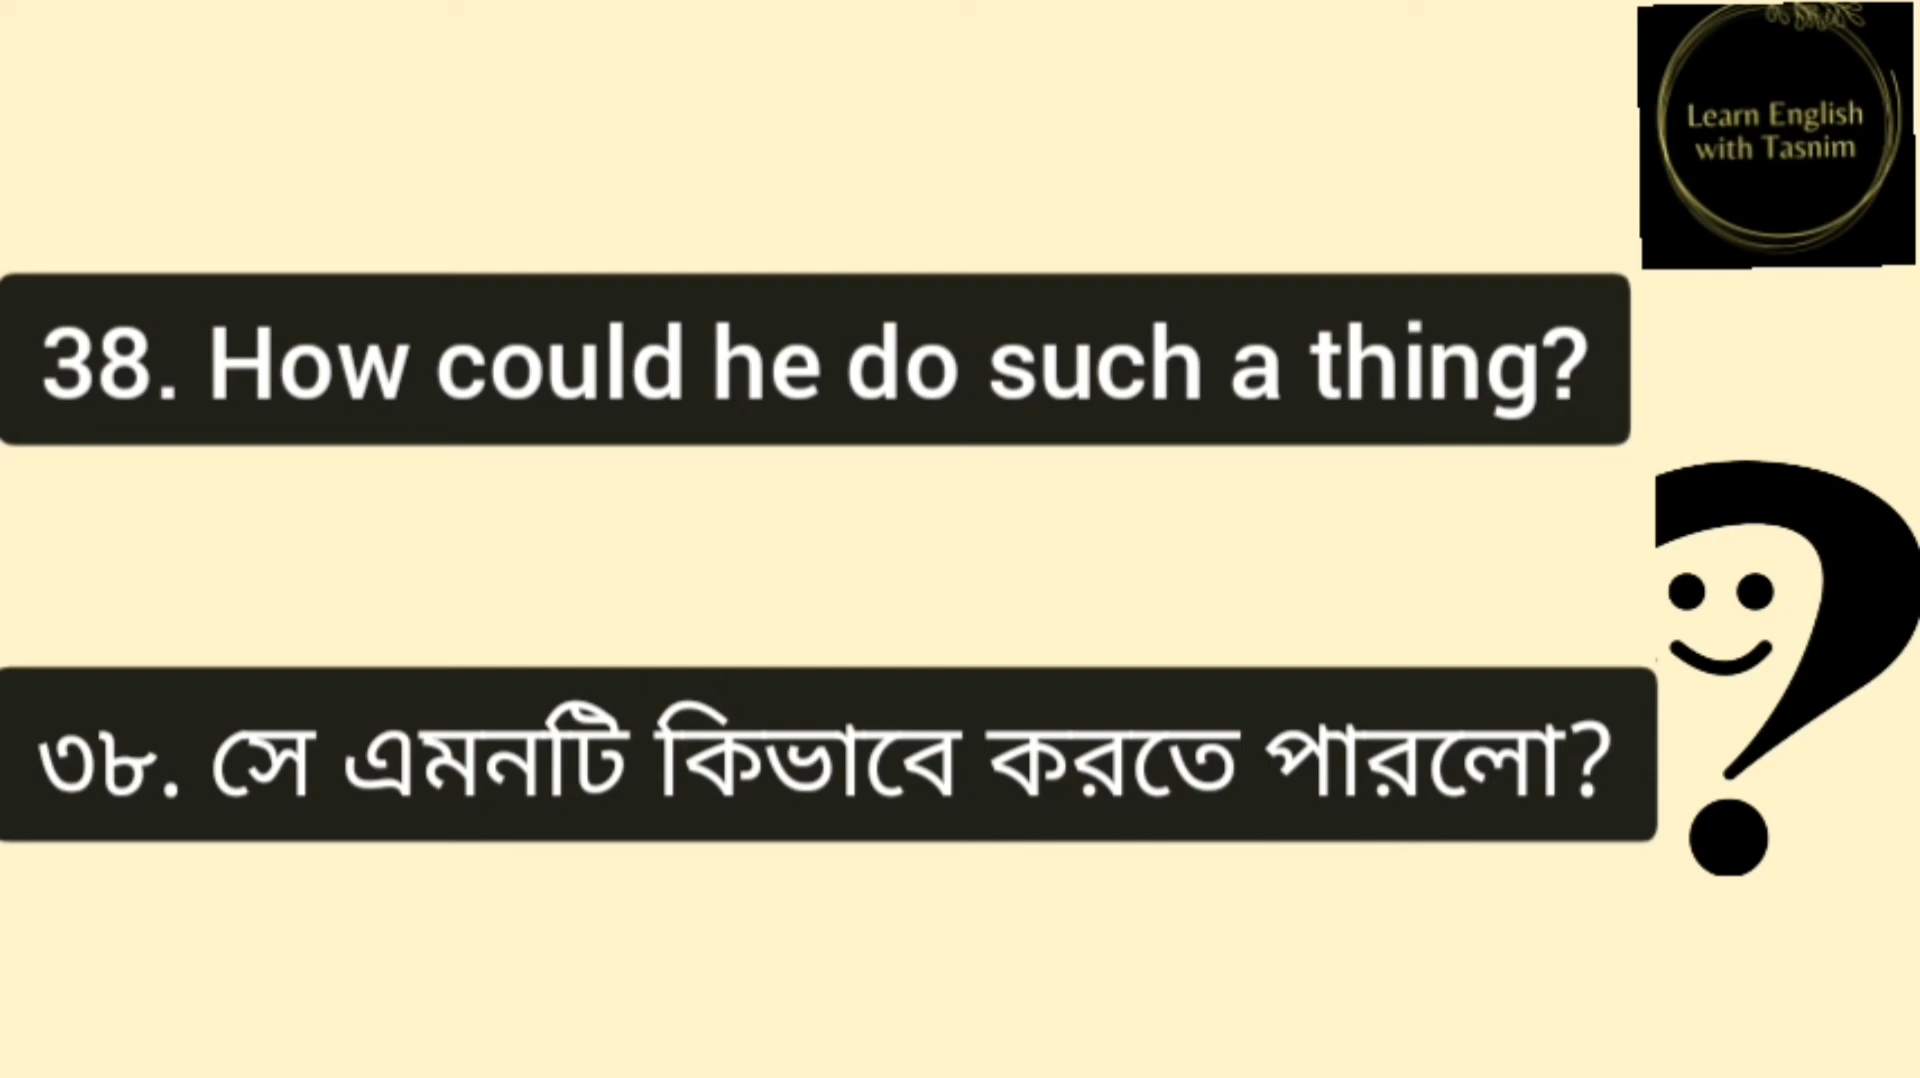 Learn English
with Tasnim
38. How could he do such a thing?
৩৮. সে এমনটি কিভাবে করতে পারলো?